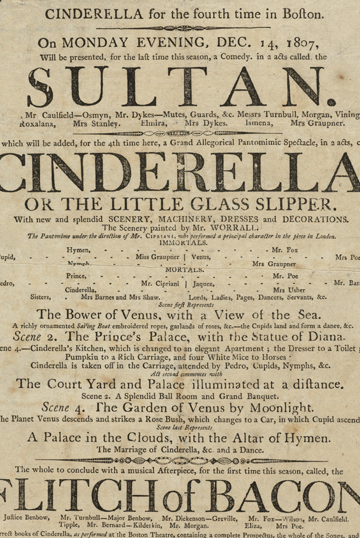 CINDERELLA for the fourth time in Boſton.
On MONDAY EVENING, DEC. 14, 1807,
Will be preſented, for the laſt time this ſeaſon, a Comedy, in 2 acts called, the
SULTAN.
Mr Caulfield—Osmyn, Mr. Dykes—Mutes, Guards, &c. Meſsrs Turnbull, Morgan, Vining
Roxalana, Mrs Stanley. Elmira, Mrs Dykes. Iſmena, Mrs Graupner.
which will be added, for the 4th time here, a Grand Allegorical Pantomimic Spectacle, in 2 acts,
CINDERELLA
OR THE LITTLE GLASS SLIPPER.
With new and splendid SCENERY, MACHINERY, DRESSES and DECORATIONS.
The Scenery painted by Mr. WORRALL.
The Pantomime under the direction of Mr. CIPRIANI, who performed a principal character in the piece in London.
IMMORTALS.
Hymen, Mr Fox
Cupid, Miss Graupner Venus, Mrs
Nymph, Mrs Graupner
MORTALS.
Prince, Mr Poe
Pedro, Mr Cipriani Jaques,
Cinderella, Mrs Usher
Sisters, Mrs Barnes and Mrs Shaw. Lords, Ladies, Pages, Dancers, Servants, &c.
Scene firſt Repreſents
The Bower of Venus, with a View of the Sea.
A richly ornamented Sailing Boat embroidered ropes, garlands of roses, &c.—the Cupids land and form a dance, &c.
Scene 2. The Prince's Palace, with the Statue of Diana.
4.—Cinderella's Kitchen, which is changed to an elegant Apartment; the Dresser to a Toilet;
Pumpkin to a Rich Carriage, and four White Mice to Horses
Cinderella is taken off in the Carriage, attended by Pedro, Cupids, Nymphs, &c.
Act second commences with
The Court Yard and Palace illuminated at a diſtance.
Scene 2. A Splendid Ball Room and Grand Banquet.
Scene 4. The Garden of Venus by Moonlight.
The Planet Venus deſcends and strikes a Roſe Buſh, which changes to a Car, in which Cupid
Scene laſt Repreſents
A Palace in the Clouds, with the Altar of Hymen.
The Marriage of Cinderella, &c. and a Dance.
The whole to conclude with a muſical Afterpiece, for the firſt time this season, called, the
FLITCH of BACON
Juſtice Benbow, Mr. Turnbull—Major Benbow, Mr. Dickenson—Greville, Mr. Fox—Wilson, Mr. Caulfield.
Tipple, Mr. Bernard—Kilderkin, Mr. Morgan. Eliza, Mrs Poe.
books of Cinderella, as performed at the Boston Theatre, containing a complete Proſpectus, the whole of the Songs,